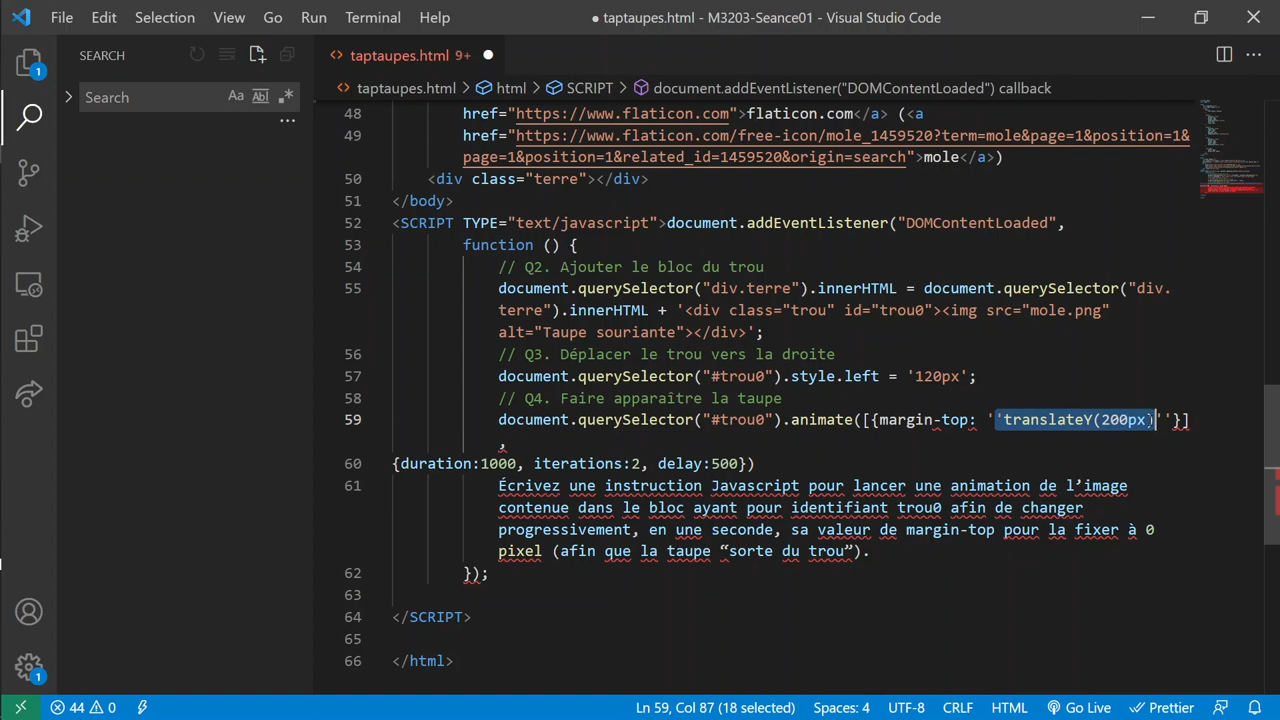 File Edit Selection View Go Run Terminal Help
● taptaupes.html - M3203-Seance01 - Visual Studio Code
SEARCH
taptaupes.html 9+ ●
1
Search
Aa Ab .*
···
<> taptaupes.html > html > SCRIPT > document.addEventListener("DOMContentLoaded") callback
48 href="https://www.flaticon.com">flaticon.com</a> (<a
49 href="https://www.flaticon.com/free-icon/mole_1459520?term=mole&page=1&position=1&
page=1&position=1&related_id=1459520&origin=search">mole</a>)
50 <div class="terre"></div>
51 </body>
52 <SCRIPT TYPE="text/javascript">document.addEventListener("DOMContentLoaded",
53 function () {
54 // Q2. Ajouter le bloc du trou
55 document.querySelector("div.terre").innerHTML = document.querySelector("div.
terre").innerHTML + '<div class="trou" id="trou0"><img src="mole.png"
alt="Taupe souriante"></div>';
56 // Q3. Déplacer le trou vers la droite
57 document.querySelector("#trou0").style.left = '120px';
58 // Q4. Faire apparaître la taupe
59 document.querySelector("#trou0").animate([{margin-top: ''translateY(200px)''}]
,
60 {duration:1000, iterations:2, delay:500})
61 Écrivez une instruction Javascript pour lancer une animation de l’image
contenue dans le bloc ayant pour identifiant trou0 afin de changer
progressivement, en une seconde, sa valeur de margin-top pour la fixer à 0
pixel (afin que la taupe “sorte du trou”).
62 });
63
64 </SCRIPT>
65
66 </html>
1
44 0
Ln 59, Col 87 (18 selected) Spaces: 4 UTF-8 CRLF HTML Go Live Prettier